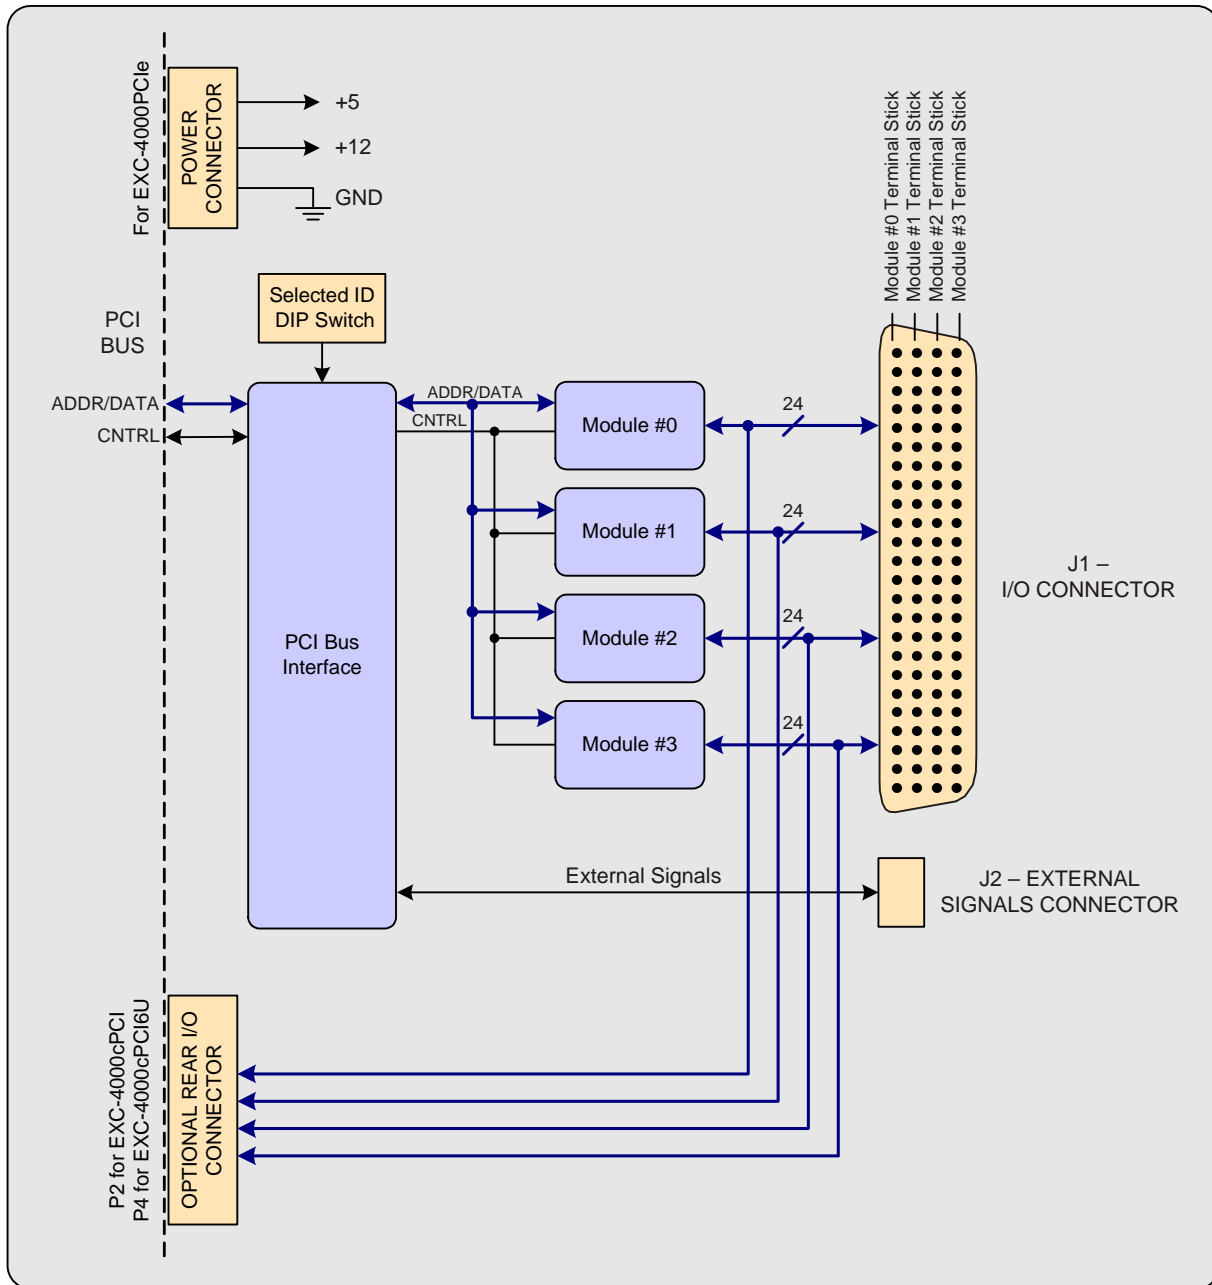 For EXC-4000PCIe
POWER
CONNECTOR
+5
+12
GND
Module #0 Terminal Stick
Module #1 Terminal Stick
Module #2 Terminal Stick
Module #3 Terminal Stick
Selected ID
DIP Switch
PCI
BUS
ADDR/DATA
CNTRL
ADDR/DATA
CNTRL
PCI Bus
Interface
Module #0
24
Module #1
24
Module #2
24
Module #3
24
J1 –
I/O CONNECTOR
External Signals
J2 – EXTERNAL
SIGNALS CONNECTOR
P2 for EXC-4000cPCI
P4 for EXC-4000cPCI6U
OPTIONAL REAR I/O
CONNECTOR